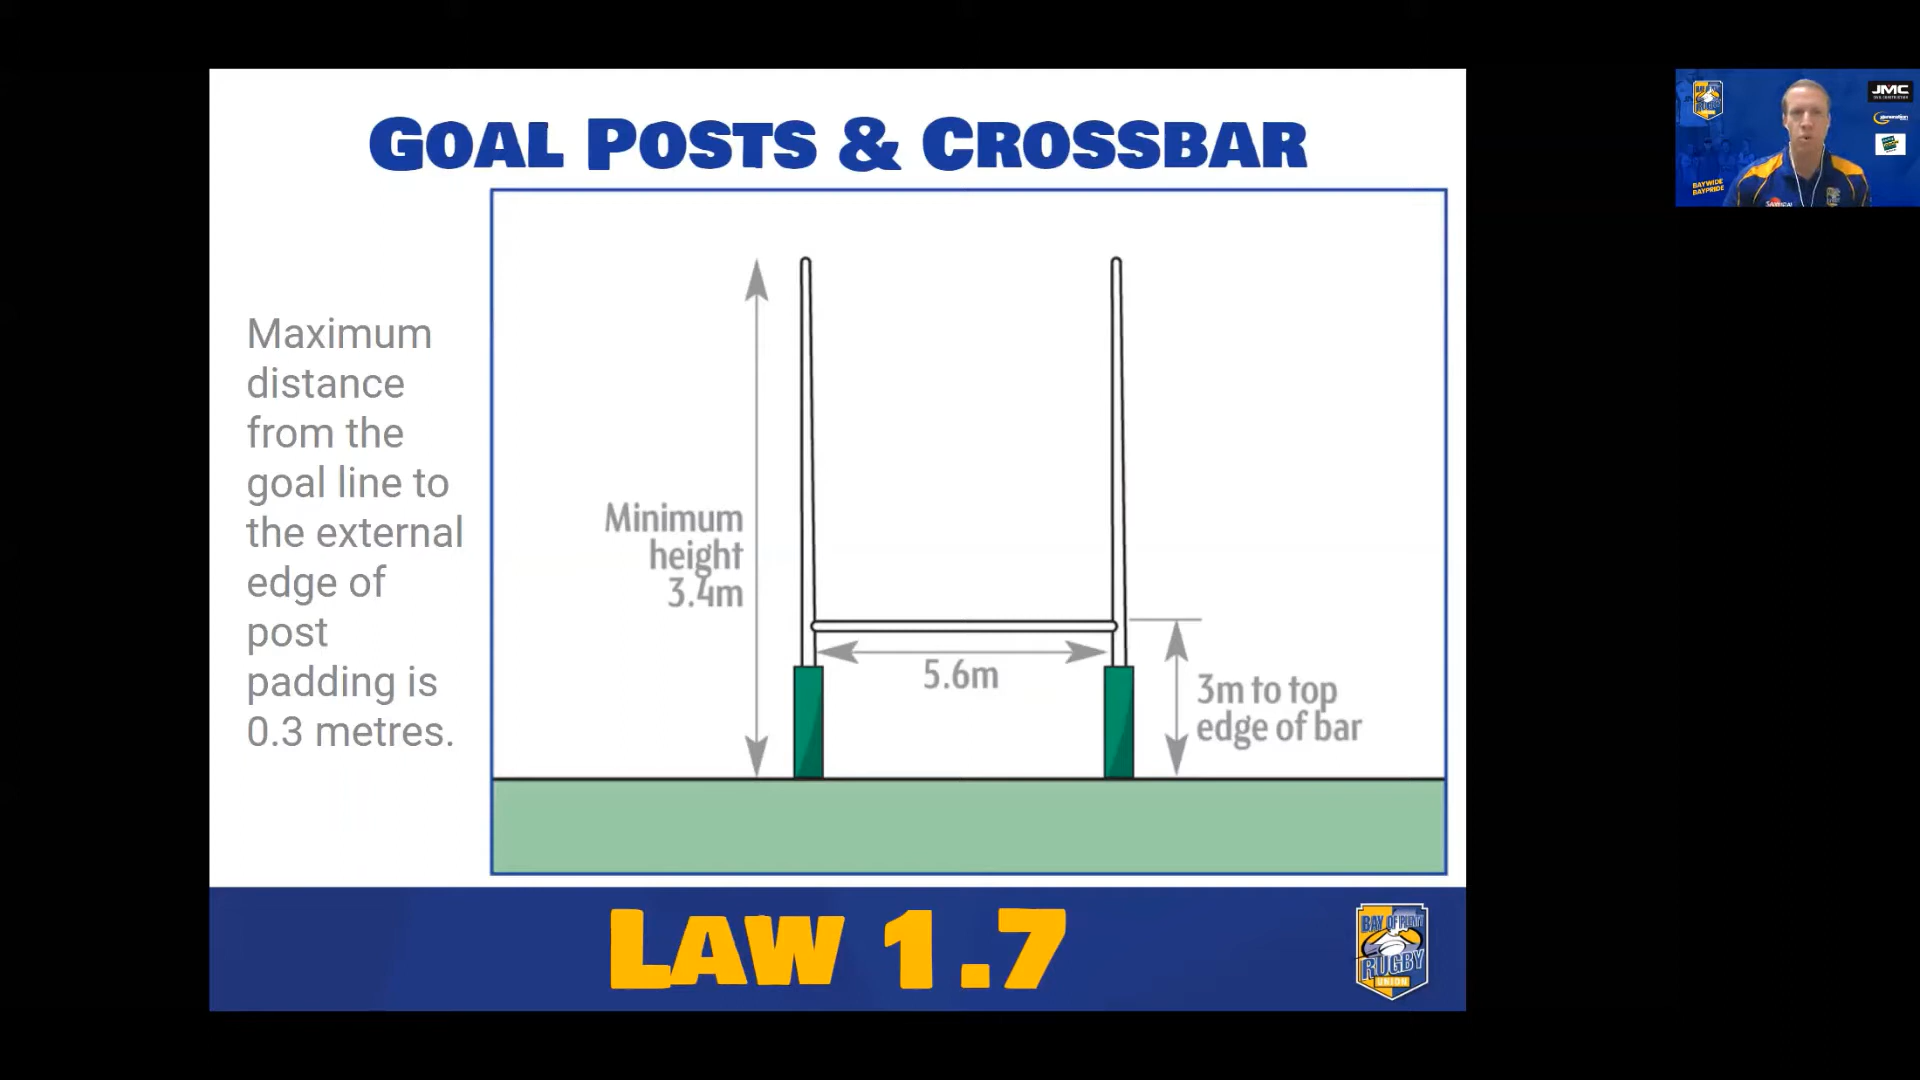 GOAL POSTS & CROSSBAR
Maximum
distance
from the
goal line to
the external
edge of
post
padding is
0.3 metres.
Minimum
height
3.4m
5.6m
3m to top
edge of bar
LAW 1.7
BAY OF PLENTY
RUGBY
UNION
JMC
BAYWIDE
BAYPRIDE